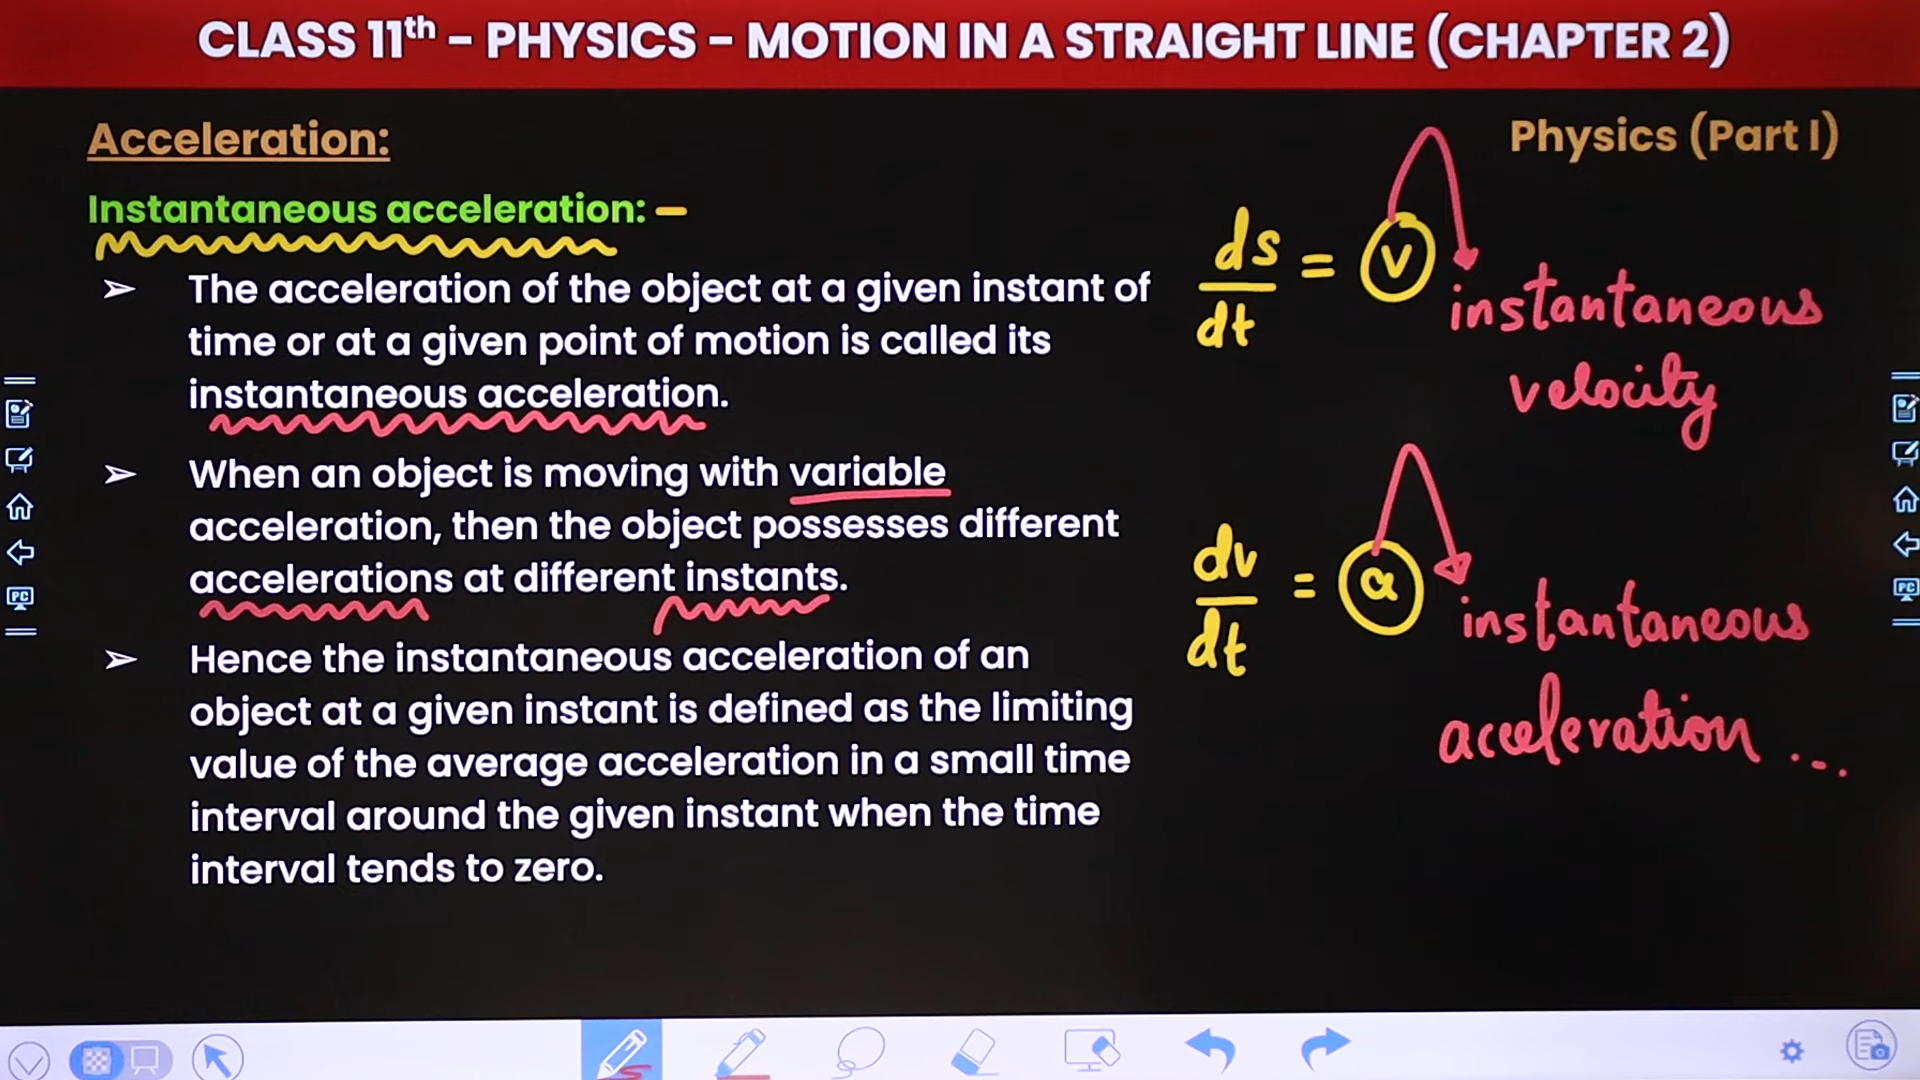 CLASS 11th - PHYSICS - MOTION IN A STRAIGHT LINE (CHAPTER 2)
Acceleration:
Physics (Part I)
Instantaneous acceleration: –
➢ The acceleration of the object at a given instant of
time or at a given point of motion is called its
instantaneous acceleration.
➢ When an object is moving with variable
acceleration, then the object possesses different
accelerations at different instants.
➢ Hence the instantaneous acceleration of an
object at a given instant is defined as the limiting
value of the average acceleration in a small time
interval around the given instant when the time
interval tends to zero.
ds/dt = v
instantaneous
velocity
dv/dt = a
instantaneous
acceleration ...
PC
PC